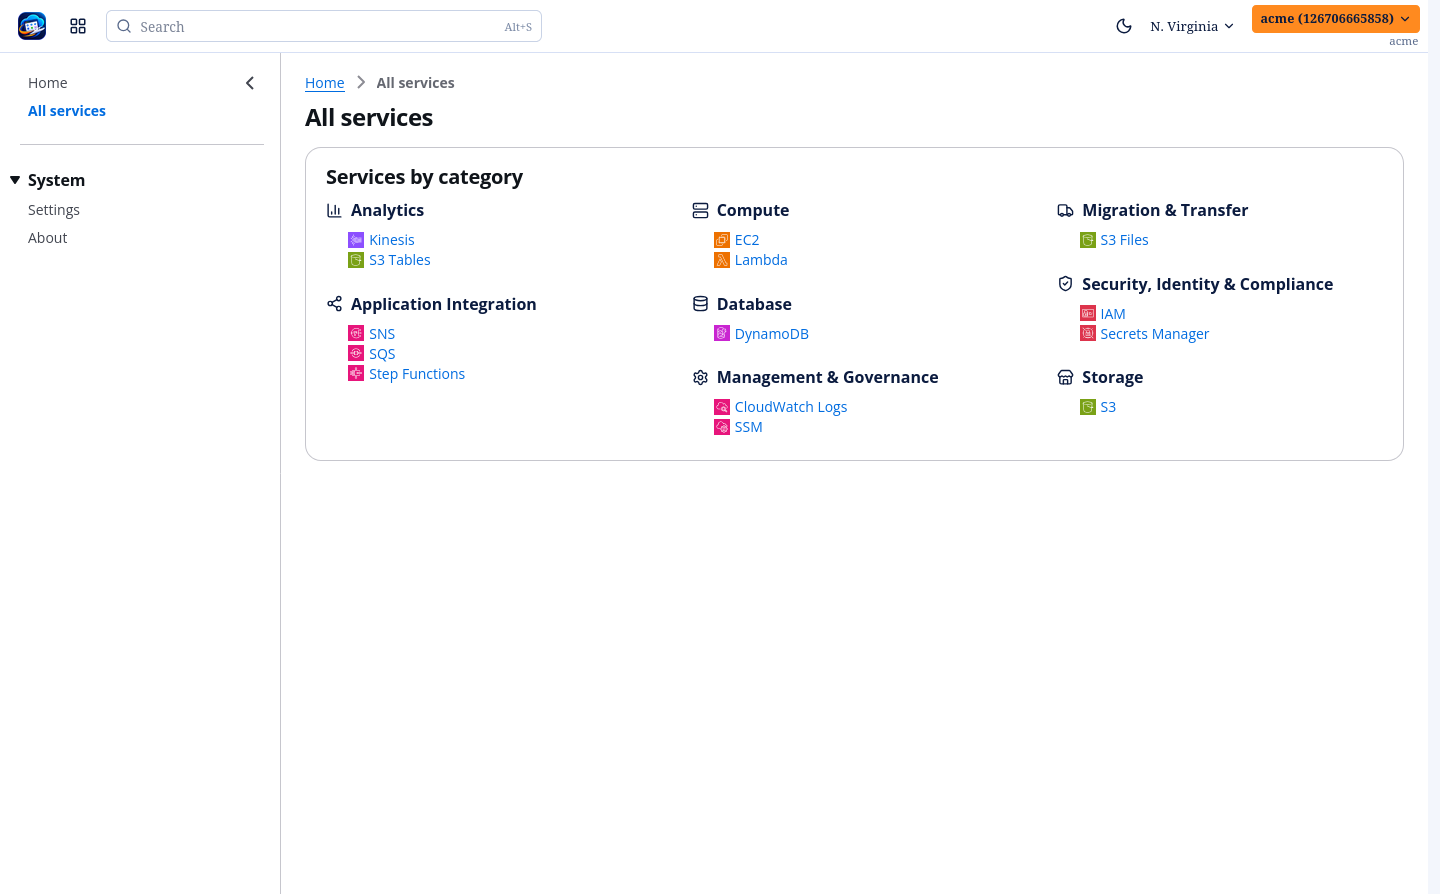 Search
Alt+S
N. Virginia
acme (126706665858)
acme
Home
All services
System
Settings
About
Home
All services
All services
Services by category
Analytics
Kinesis
S3 Tables
Application Integration
SNS
SQS
Step Functions
Compute
EC2
Lambda
Database
DynamoDB
Management & Governance
CloudWatch Logs
SSM
Migration & Transfer
S3 Files
Security, Identity & Compliance
IAM
Secrets Manager
Storage
S3